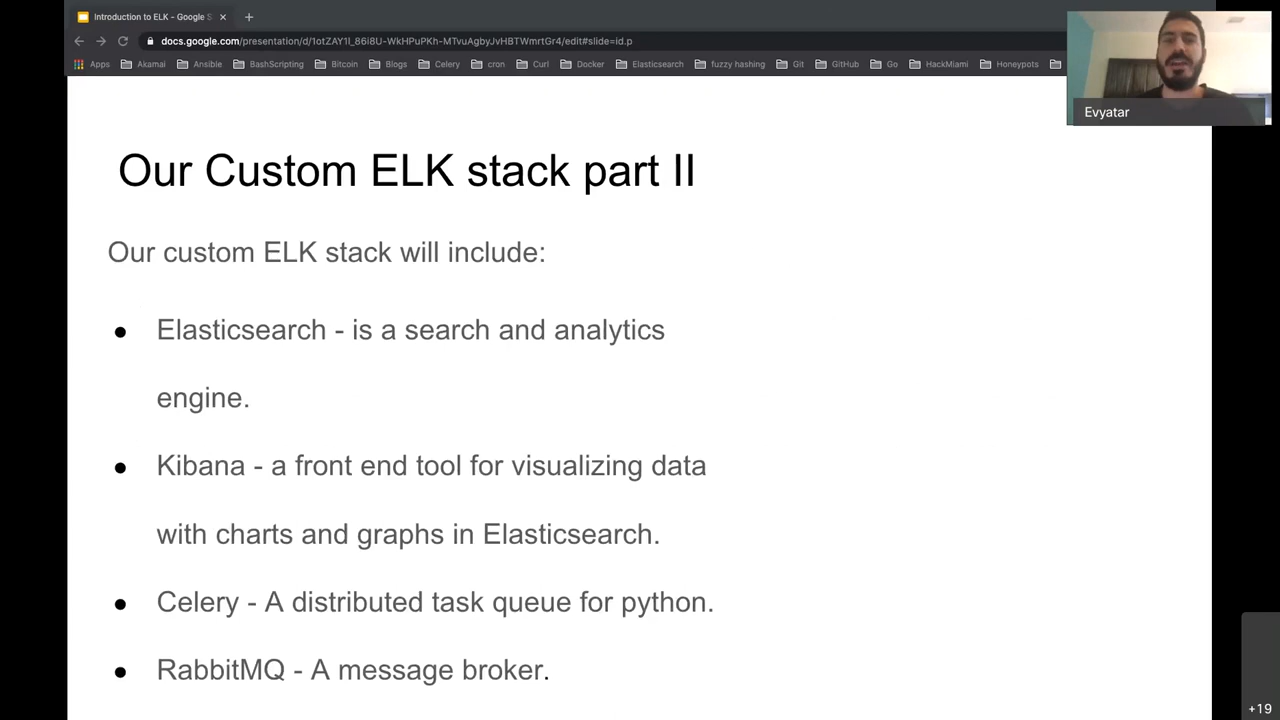 Introduction to ELK - Google S
docs.google.com/presentation/d/1otZAY1l_86i8U-WkHPuPKh-MTvuAgbyJvHBTWmrtGr4/edit#slide=id.p
Apps Akamai Ansible BashScripting Bitcoin Blogs Celery cron Curl Docker Elasticsearch fuzzy hashing Git GitHub Go HackMiami Honeypots
Evyatar
Our Custom ELK stack part II
Our custom ELK stack will include:
● Elasticsearch - is a search and analytics
engine.
● Kibana - a front end tool for visualizing data
with charts and graphs in Elasticsearch.
● Celery - A distributed task queue for python.
● RabbitMQ - A message broker.
+19